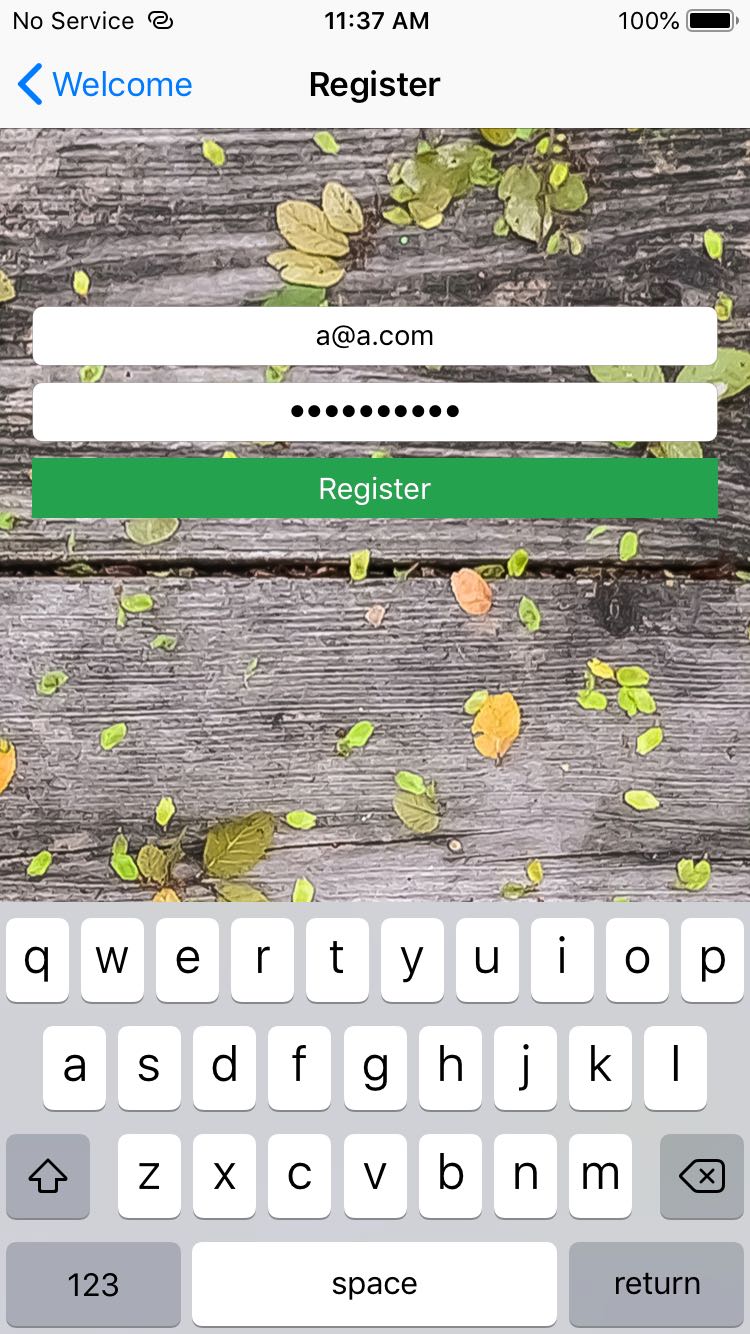 No Service 11:37 AM 100%
Welcome Register
a@a.com
••••••••••
Register
q w e r t y u i o p
a s d f g h j k l
z x c v b n m
123 space return